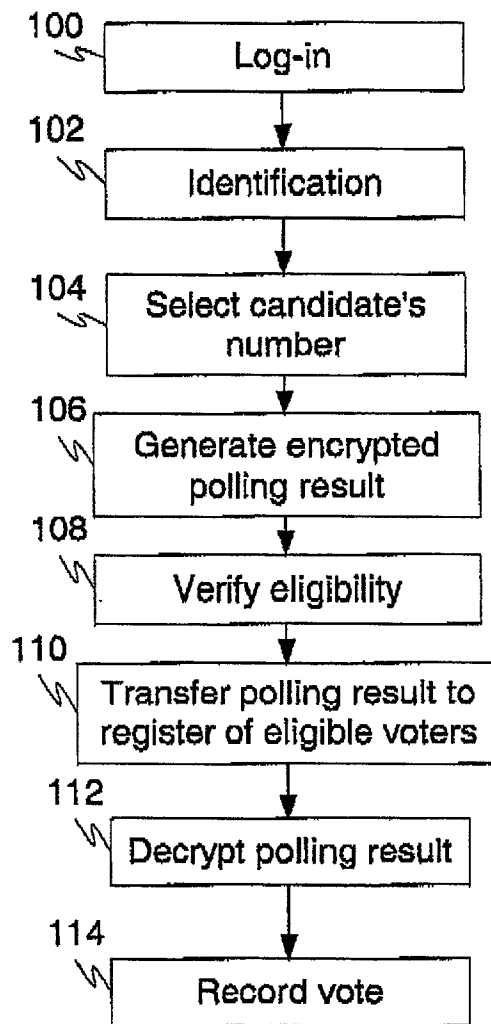 100
Log-in
102
Identification
104
Select candidate's
number
106
Generate encrypted
polling result
108
Verify eligibility
110
Transfer polling result to
register of eligible voters
112
Decrypt polling result
114
Record vote